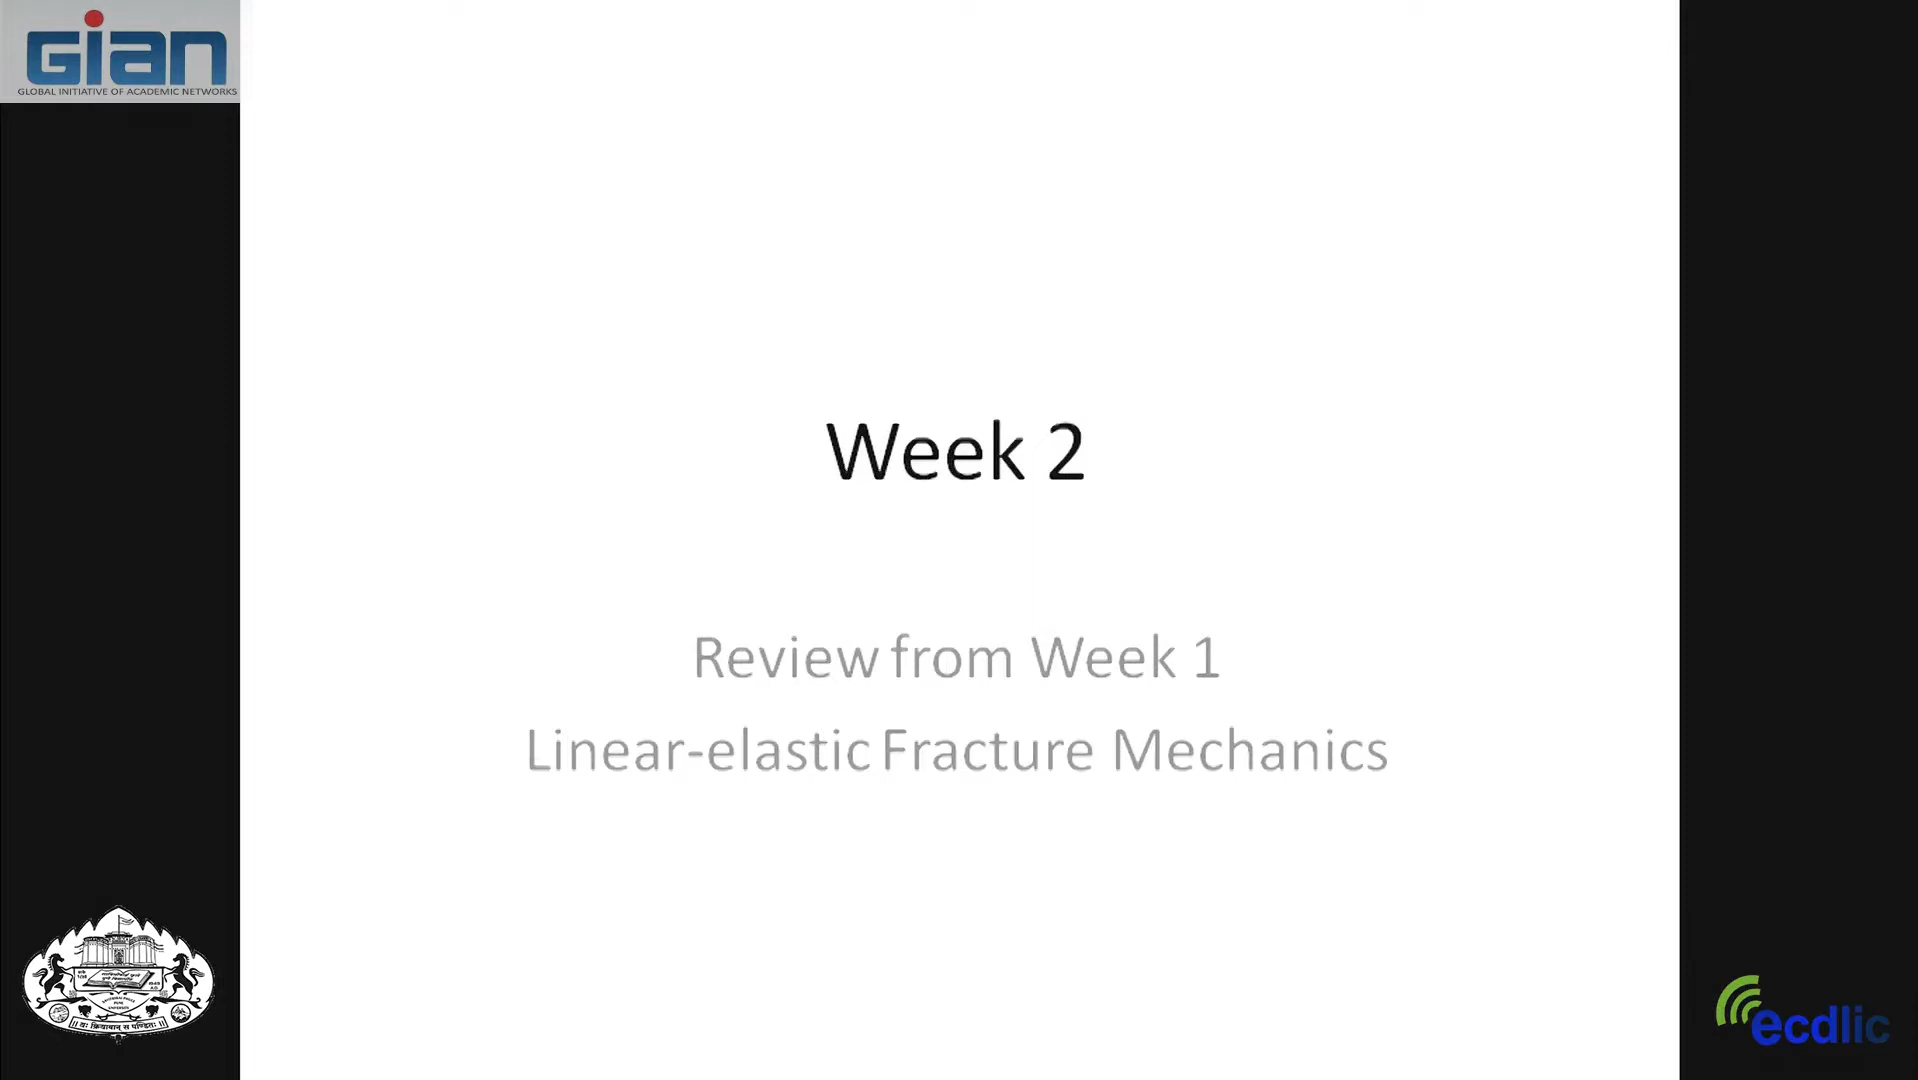 Gian
GLOBAL INITIATIVE OF ACADEMIC NETWORKS
Week 2
Review from Week 1
Linear-elastic Fracture Mechanics
ecdlic